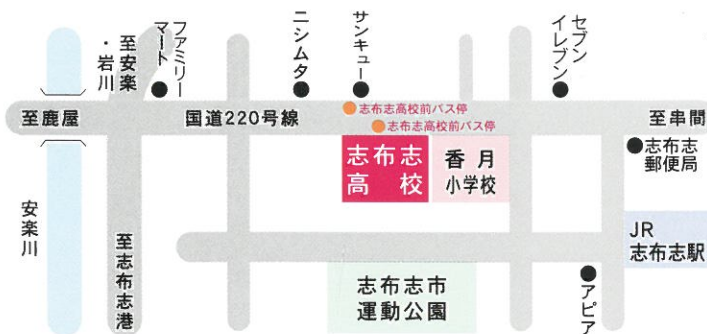 至安楽
・岩川
ファミリー
マート
ニシムタ
サンキュー
セブン
イレブン
至鹿屋
国道220号線
志布志高校前バス停
志布志高校前バス停
至串間
志布志
高校
香月
小学校
志布志
郵便局
安楽川
至志布志港
JR
志布志駅
志布志市
運動公園
アピア